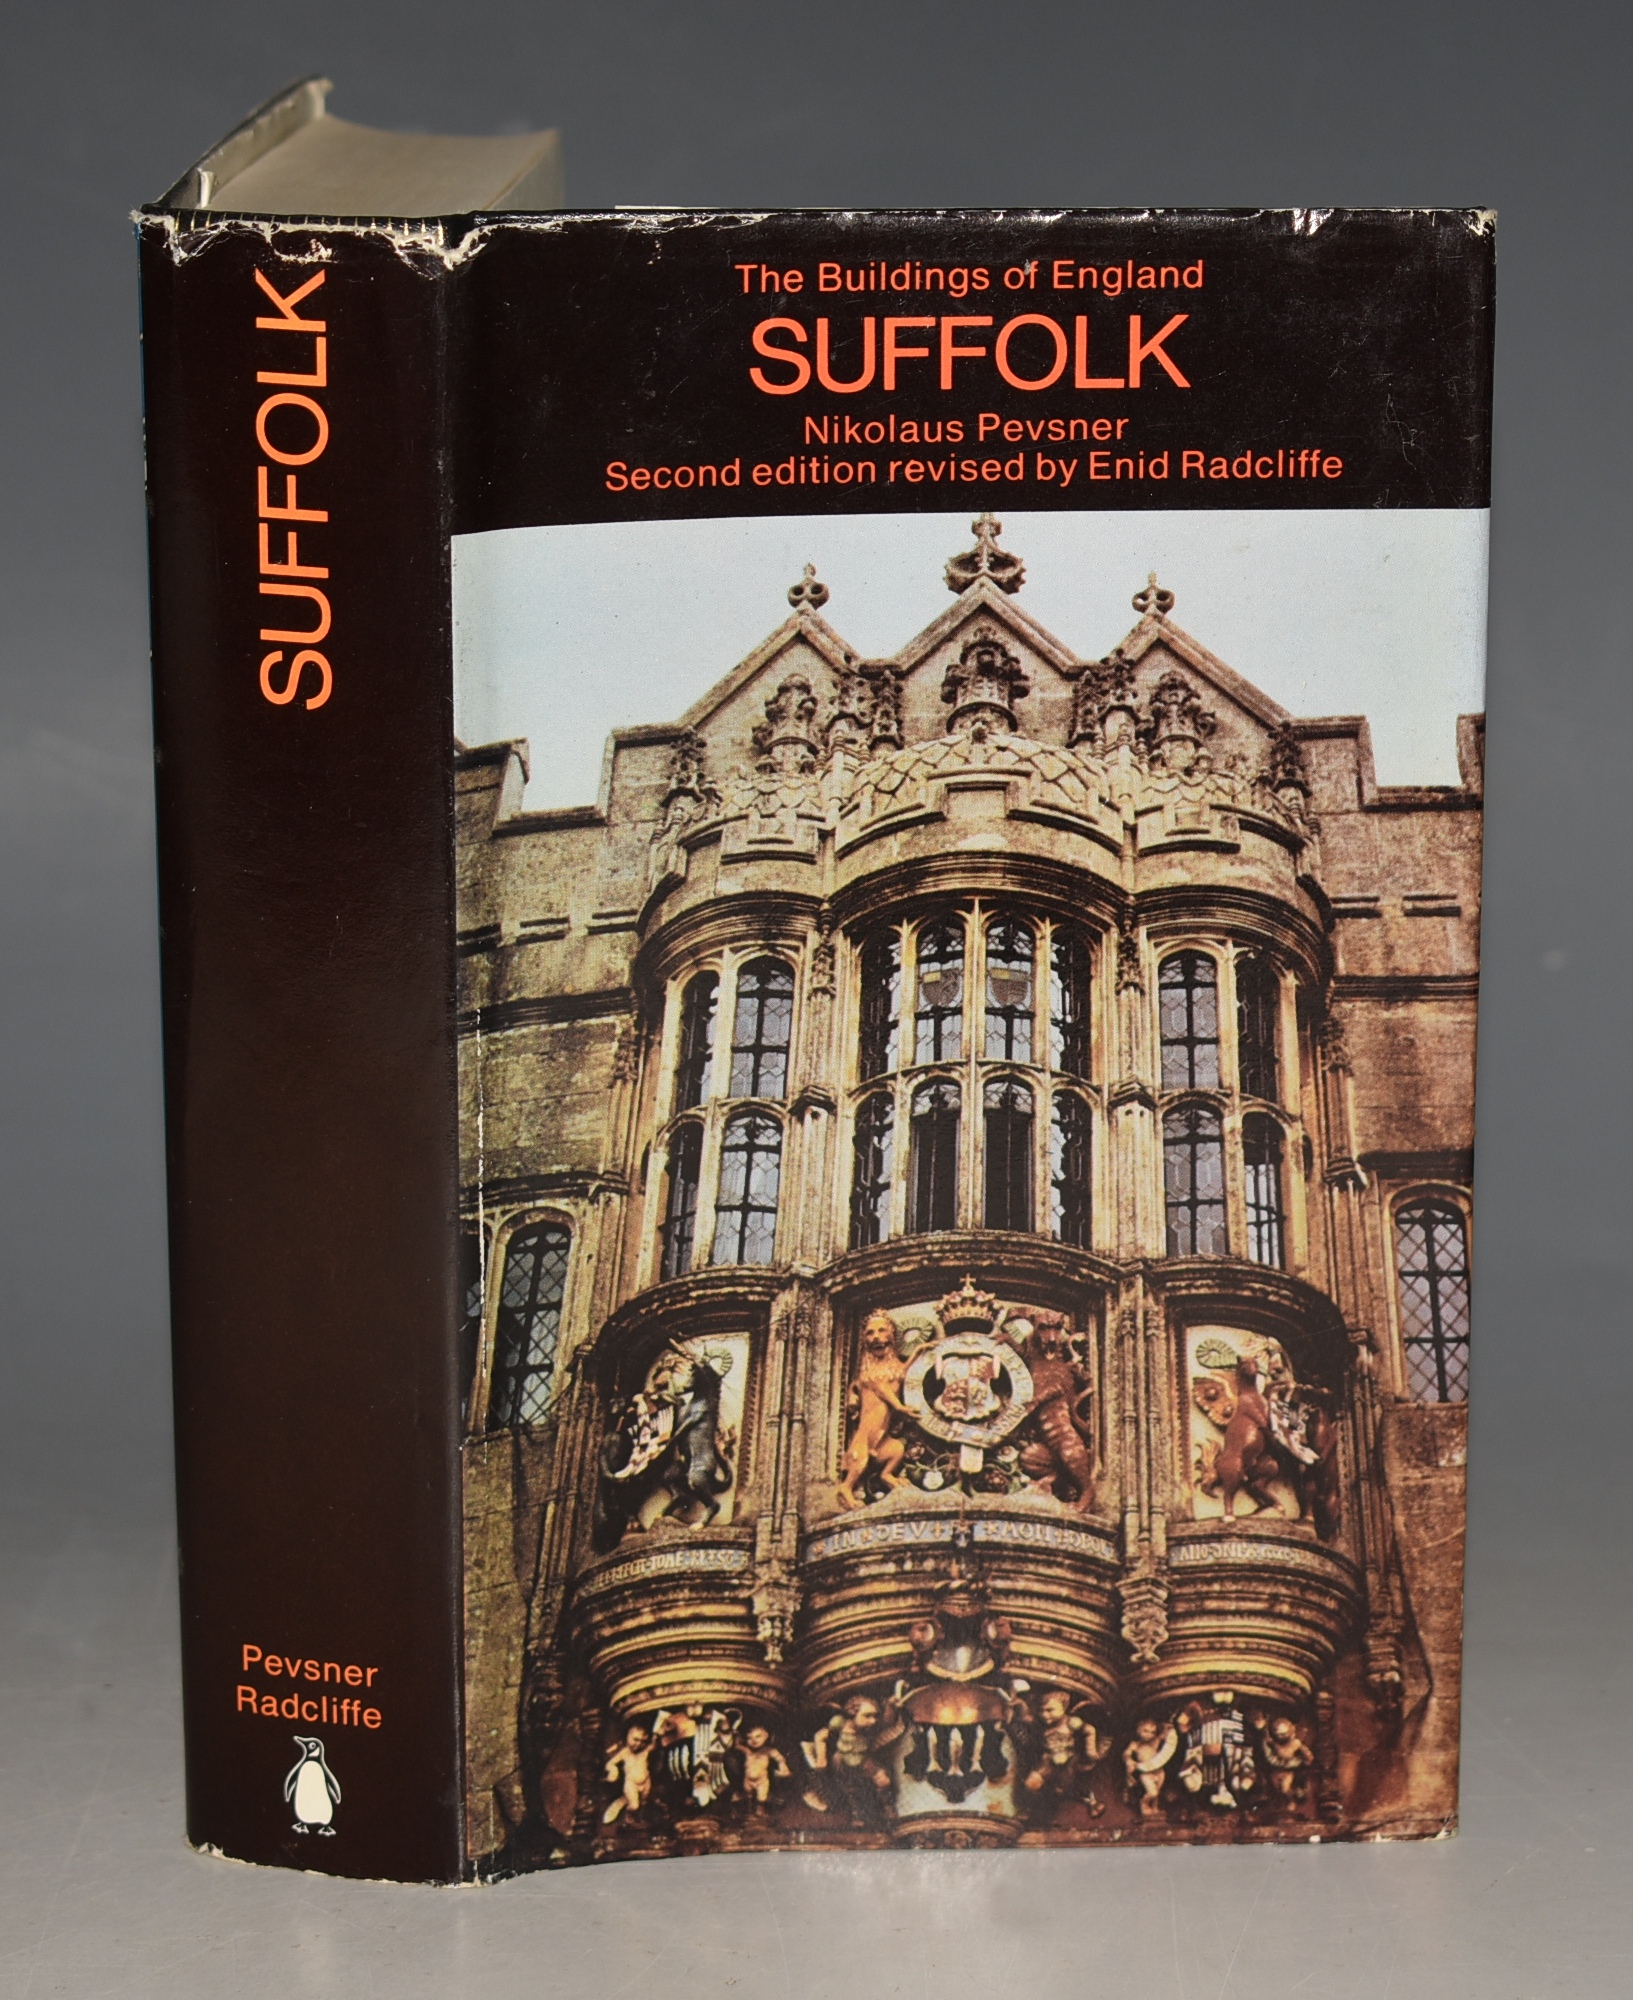 SUFFOLK
Pevsner
Radcliffe
The Buildings of England
SUFFOLK
Nikolaus Pevsner
Second edition revised by Enid Radcliffe